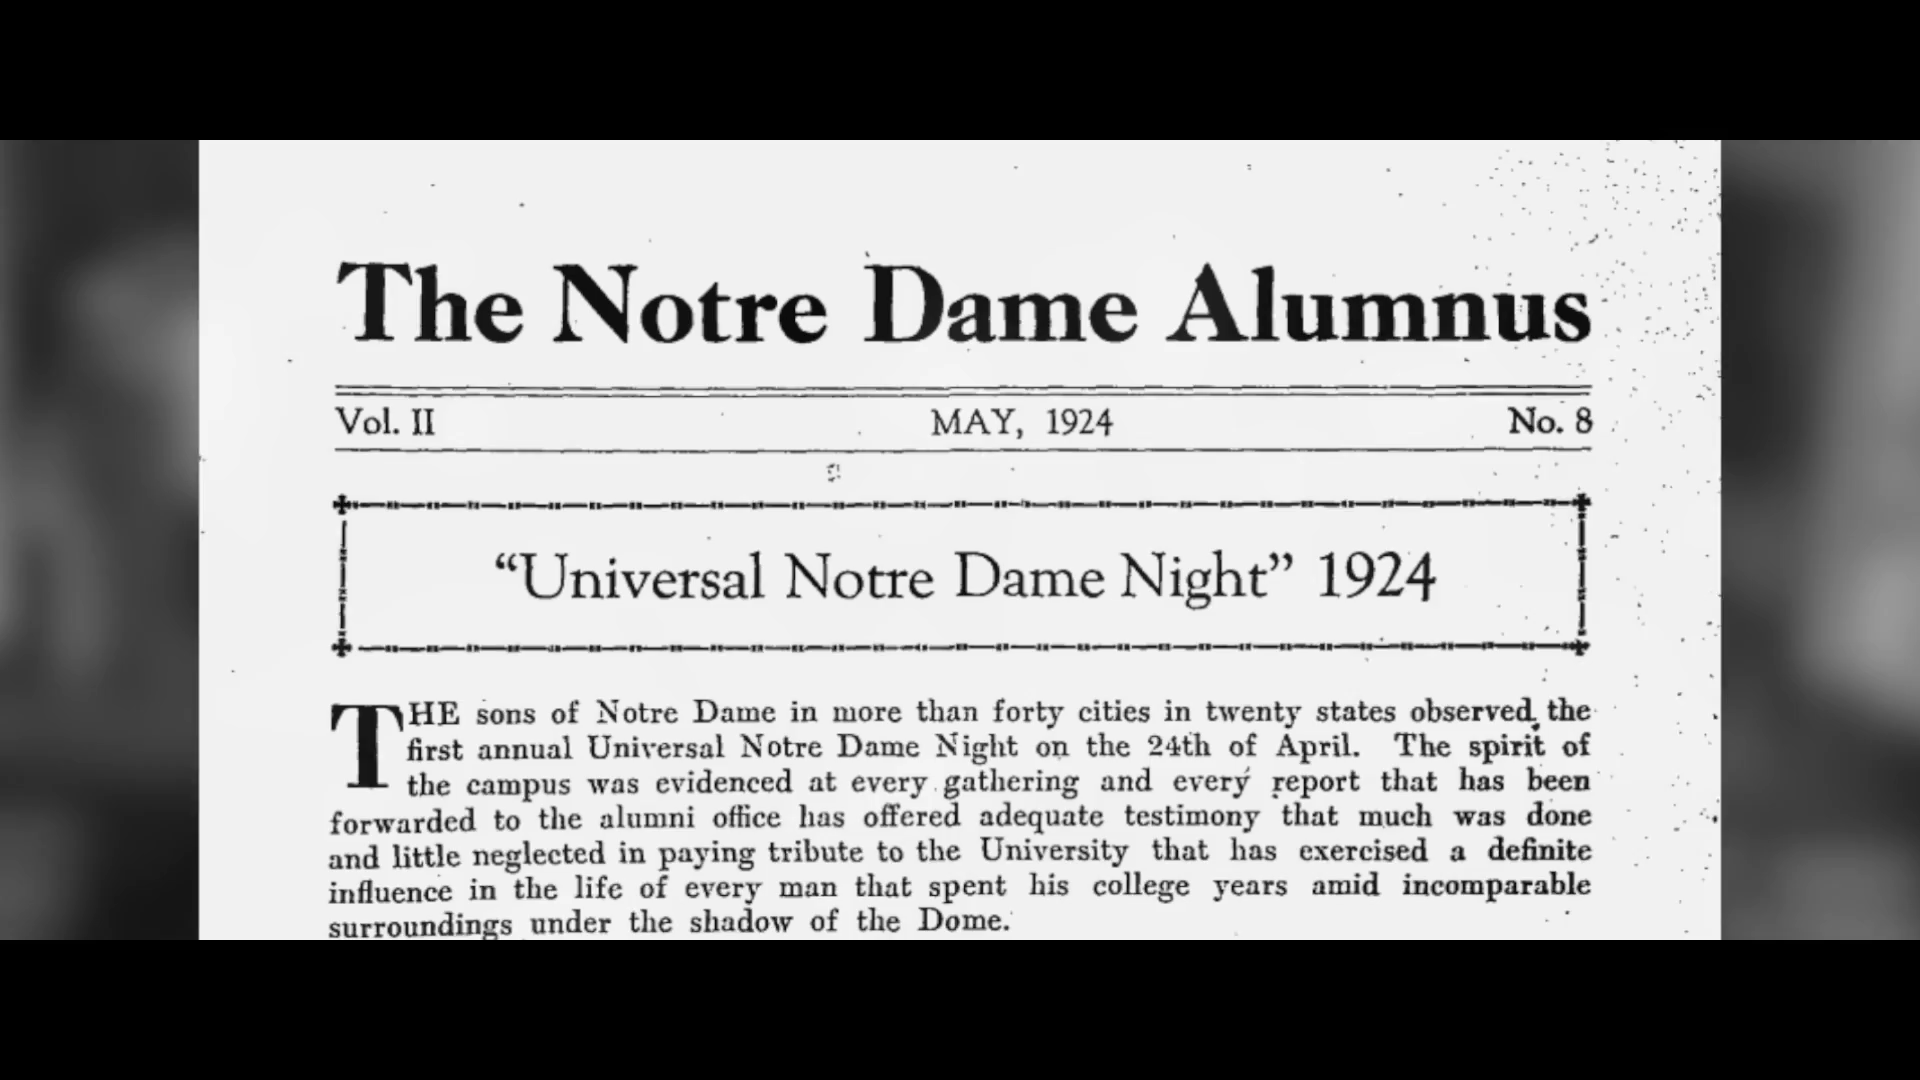 The Notre Dame Alumnus
Vol. II MAY, 1924 No. 8
“Universal Notre Dame Night” 1924
THE sons of Notre Dame in more than forty cities in twenty states observed the
first annual Universal Notre Dame Night on the 24th of April. The spirit of
the campus was evidenced at every gathering and every report that has been
forwarded to the alumni office has offered adequate testimony that much was done
and little neglected in paying tribute to the University that has exercised a definite
influence in the life of every man that spent his college years amid incomparable
surroundings under the shadow of the Dome.